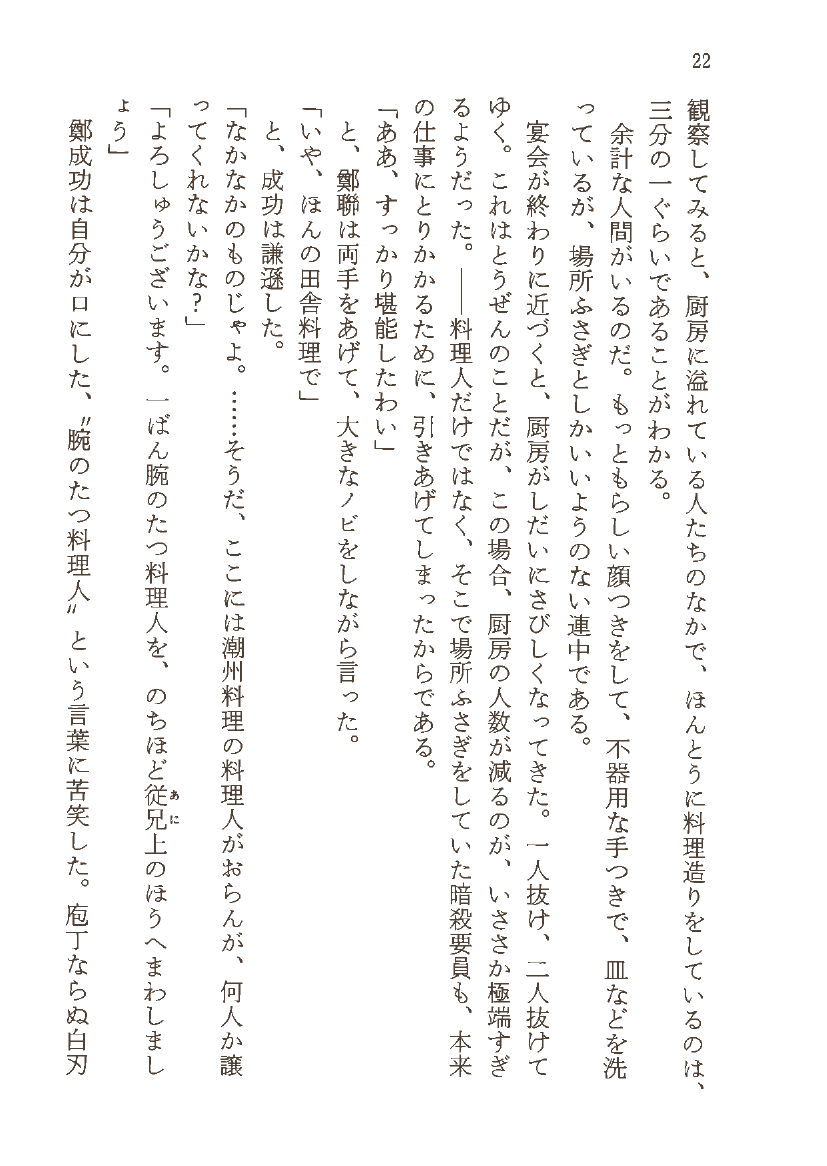 22
観察してみると、厨房に溢れている人たちのなかで、ほんとうに料理造りをしているのは、
三分の一ぐらいであることがわかる。
余計な人間がいるのだ。もっともらしい顔つきをして、不器用な手つきで、皿などを洗
っているが、場所ふさぎとしかいいようのない連中である。
宴会が終わりに近づくと、厨房がしだいにさびしくなってきた。一人抜け、二人抜けて
ゆく。これはとうぜんのことだが、この場合、厨房の人数が減るのが、いささか極端すぎ
るようだった。――料理人だけではなく、そこで場所ふさぎをしていた暗殺要員も、本来
の仕事にとりかかるために、引きあげてしまったからである。
「ああ、すっかり堪能したわい」
と、鄭聯は両手をあげて、大きなノビをしながら言った。
「いや、ほんの田舎料理で」
と、成功は謙遜した。
「なかなかのものじゃよ。……そうだ、ここには潮州料理の料理人がおらんが、何人か譲
ってくれないかな?」
「よろしゅうございます。一ばん腕のたつ料理人を、のちほど従兄上のほうへまわしまし
あに
ょう」
鄭成功は自分が口にした、〝腕のたつ料理人〟という言葉に苦笑した。庖丁ならぬ白刃